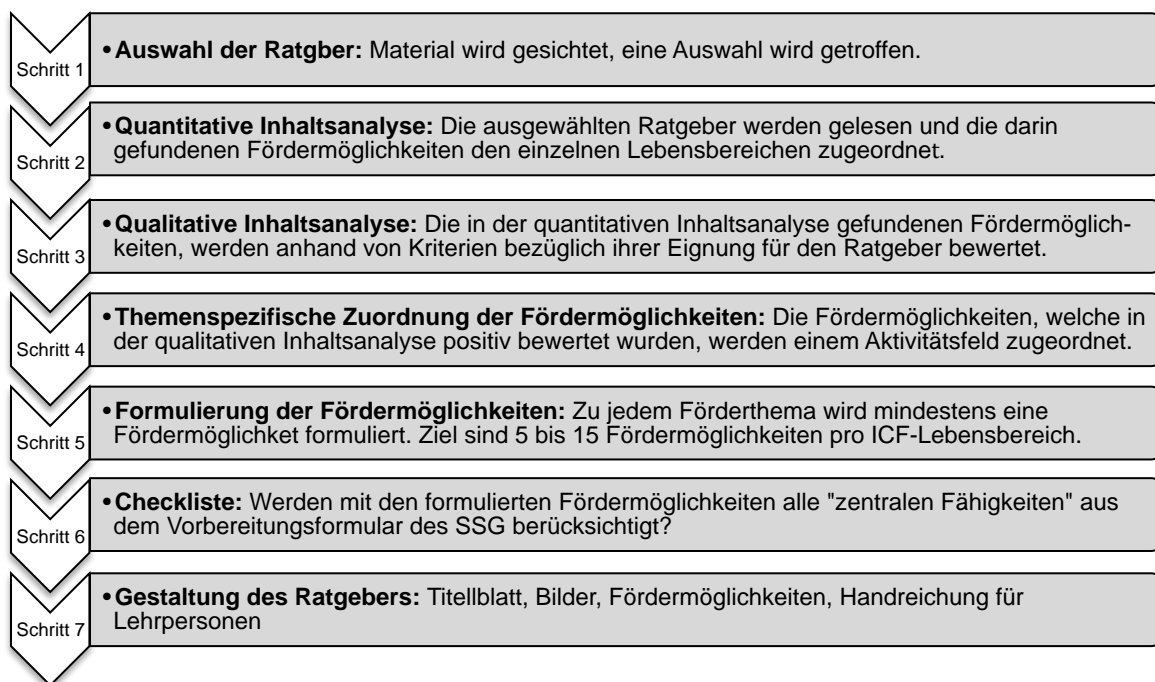 Schritt 1
• Auswahl der Ratgber: Material wird gesichtet, eine Auswahl wird getroffen.
Schritt 2
• Quantitative Inhaltsanalyse: Die ausgewählten Ratgeber werden gelesen und die darin
gefundenen Fördermöglichkeiten den einzelnen Lebensbereichen zugeordnet.
Schritt 3
• Qualitative Inhaltsanalyse: Die in der quantitativen Inhaltsanalyse gefundenen Fördermöglich-
keiten, werden anhand von Kriterien bezüglich ihrer Eignung für den Ratgeber bewertet.
Schritt 4
• Themenspezifische Zuordnung der Fördermöglichkeiten: Die Fördermöglichkeiten, welche in
der qualitativen Inhaltsanalyse positiv bewertet wurden, werden einem Aktivitätsfeld zugeordnet.
Schritt 5
• Formulierung der Fördermöglichkeiten: Zu jedem Förderthema wird mindestens eine
Fördermöglichket formuliert. Ziel sind 5 bis 15 Fördermöglichkeiten pro ICF-Lebensbereich.
Schritt 6
• Checkliste: Werden mit den formulierten Fördermöglichkeiten alle "zentralen Fähigkeiten" aus
dem Vorbereitungsformular des SSG berücksichtigt?
Schritt 7
• Gestaltung des Ratgebers: Titellblatt, Bilder, Fördermöglichkeiten, Handreichung für
Lehrpersonen